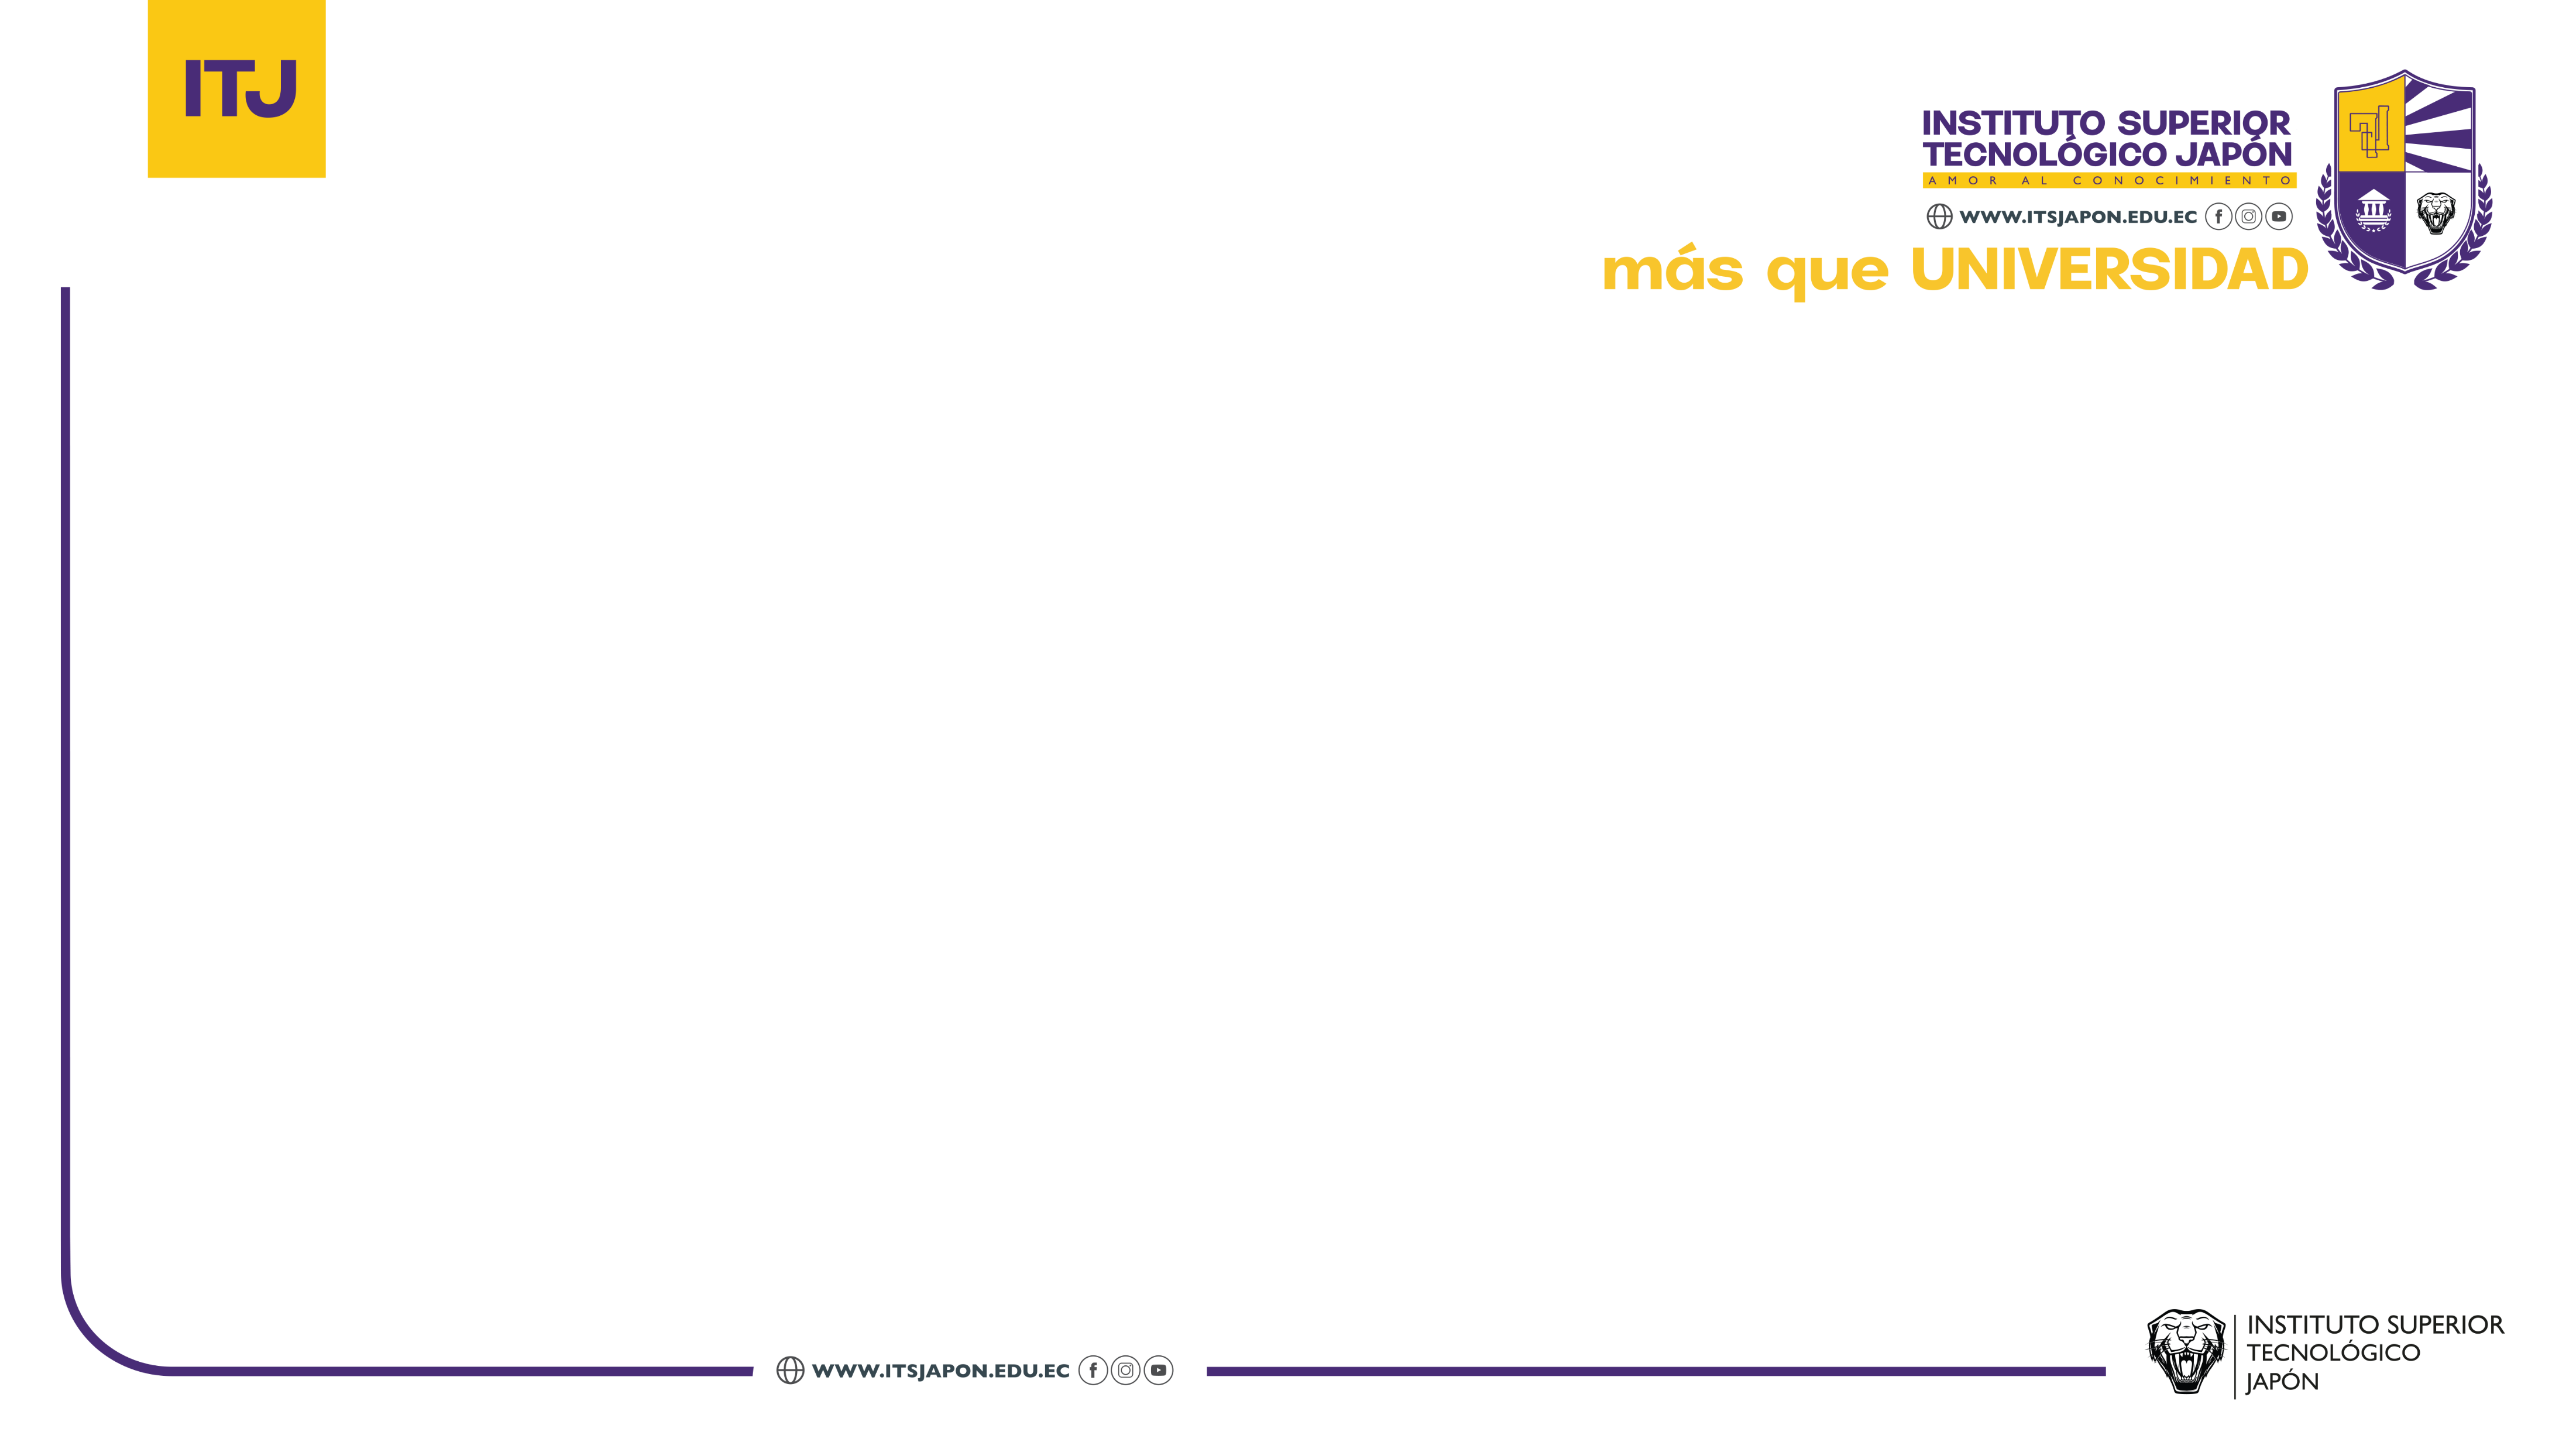 ITJ
INSTITUTO SUPERIOR
TECNOLÓGICO JAPÓN
AMOR AL CONOCIMIENTO
WWW.ITSJAPON.EDU.EC
más que UNIVERSIDAD
WWW.ITSJAPON.EDU.EC
INSTITUTO SUPERIOR
TECNOLÓGICO
JAPÓN